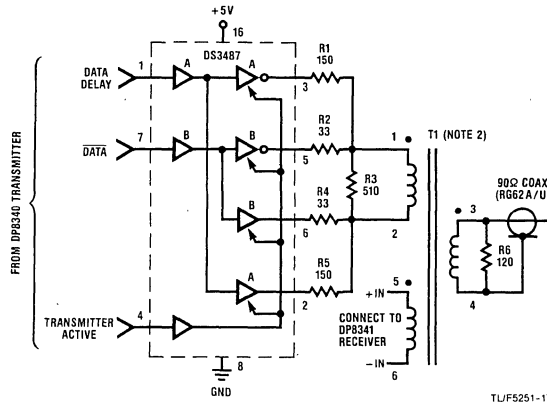 +5V
16
DS3487
FROM DP8340 TRANSMITTER
DATA
DELAY
1
A
A
3
R1
150
DATA
7
B
B
5
R2
33
R3
510
B
6
R4
33
A
2
R5
150
TRANSMITTER
ACTIVE
4
8
GND
1
T1 (NOTE 2)
2
3
90Ω COAX
(RG62A/U
R6
120
4
+IN
5
CONNECT TO
DP8341
RECEIVER
-IN
6
TL/F5251-1